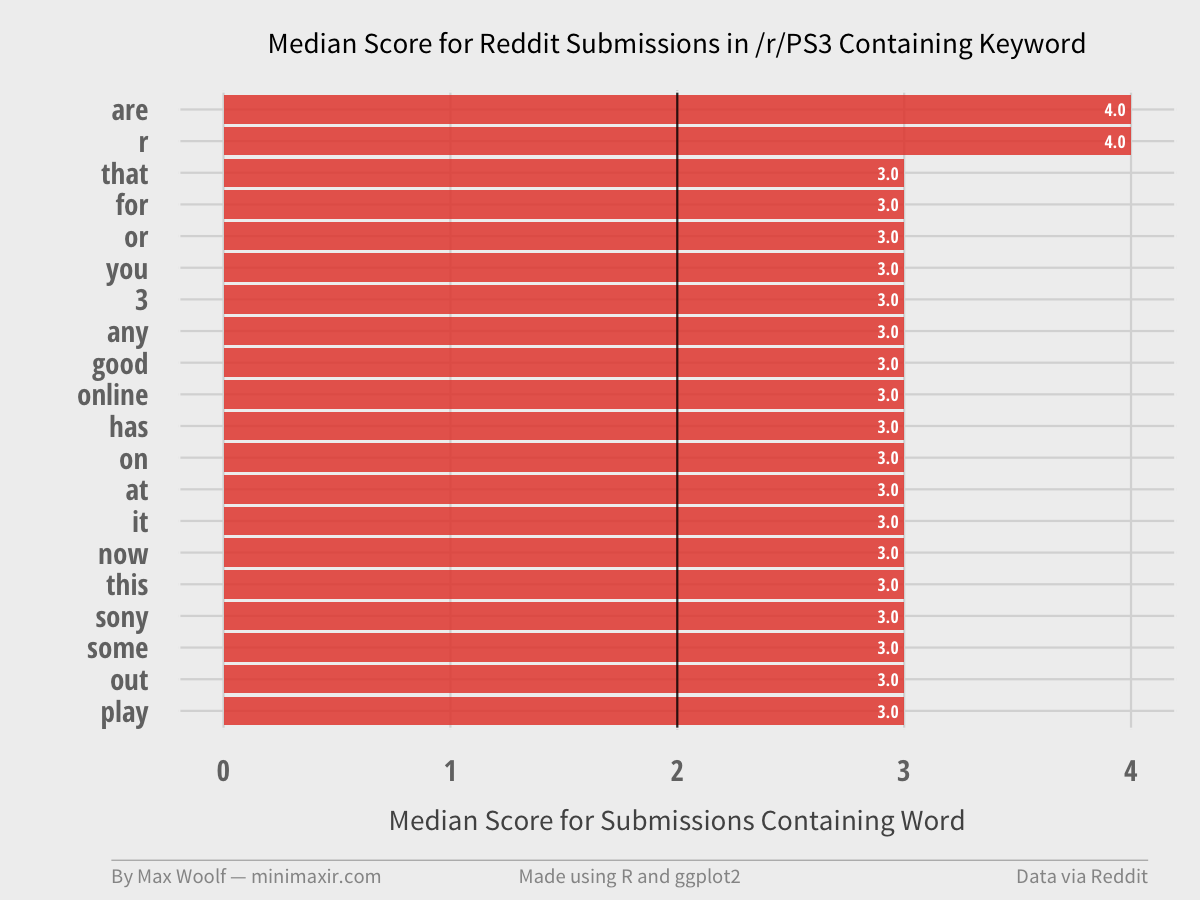 Median Score for Reddit Submissions in /r/PS3 Containing Keyword
are 4.0
r 4.0
that 3.0
for 3.0
or 3.0
you 3.0
3 3.0
any 3.0
good 3.0
online 3.0
has 3.0
on 3.0
at 3.0
it 3.0
now 3.0
this 3.0
sony 3.0
some 3.0
out 3.0
play 3.0
0 1 2 3 4
Median Score for Submissions Containing Word
By Max Woolf — minimaxir.com Made using R and ggplot2 Data via Reddit